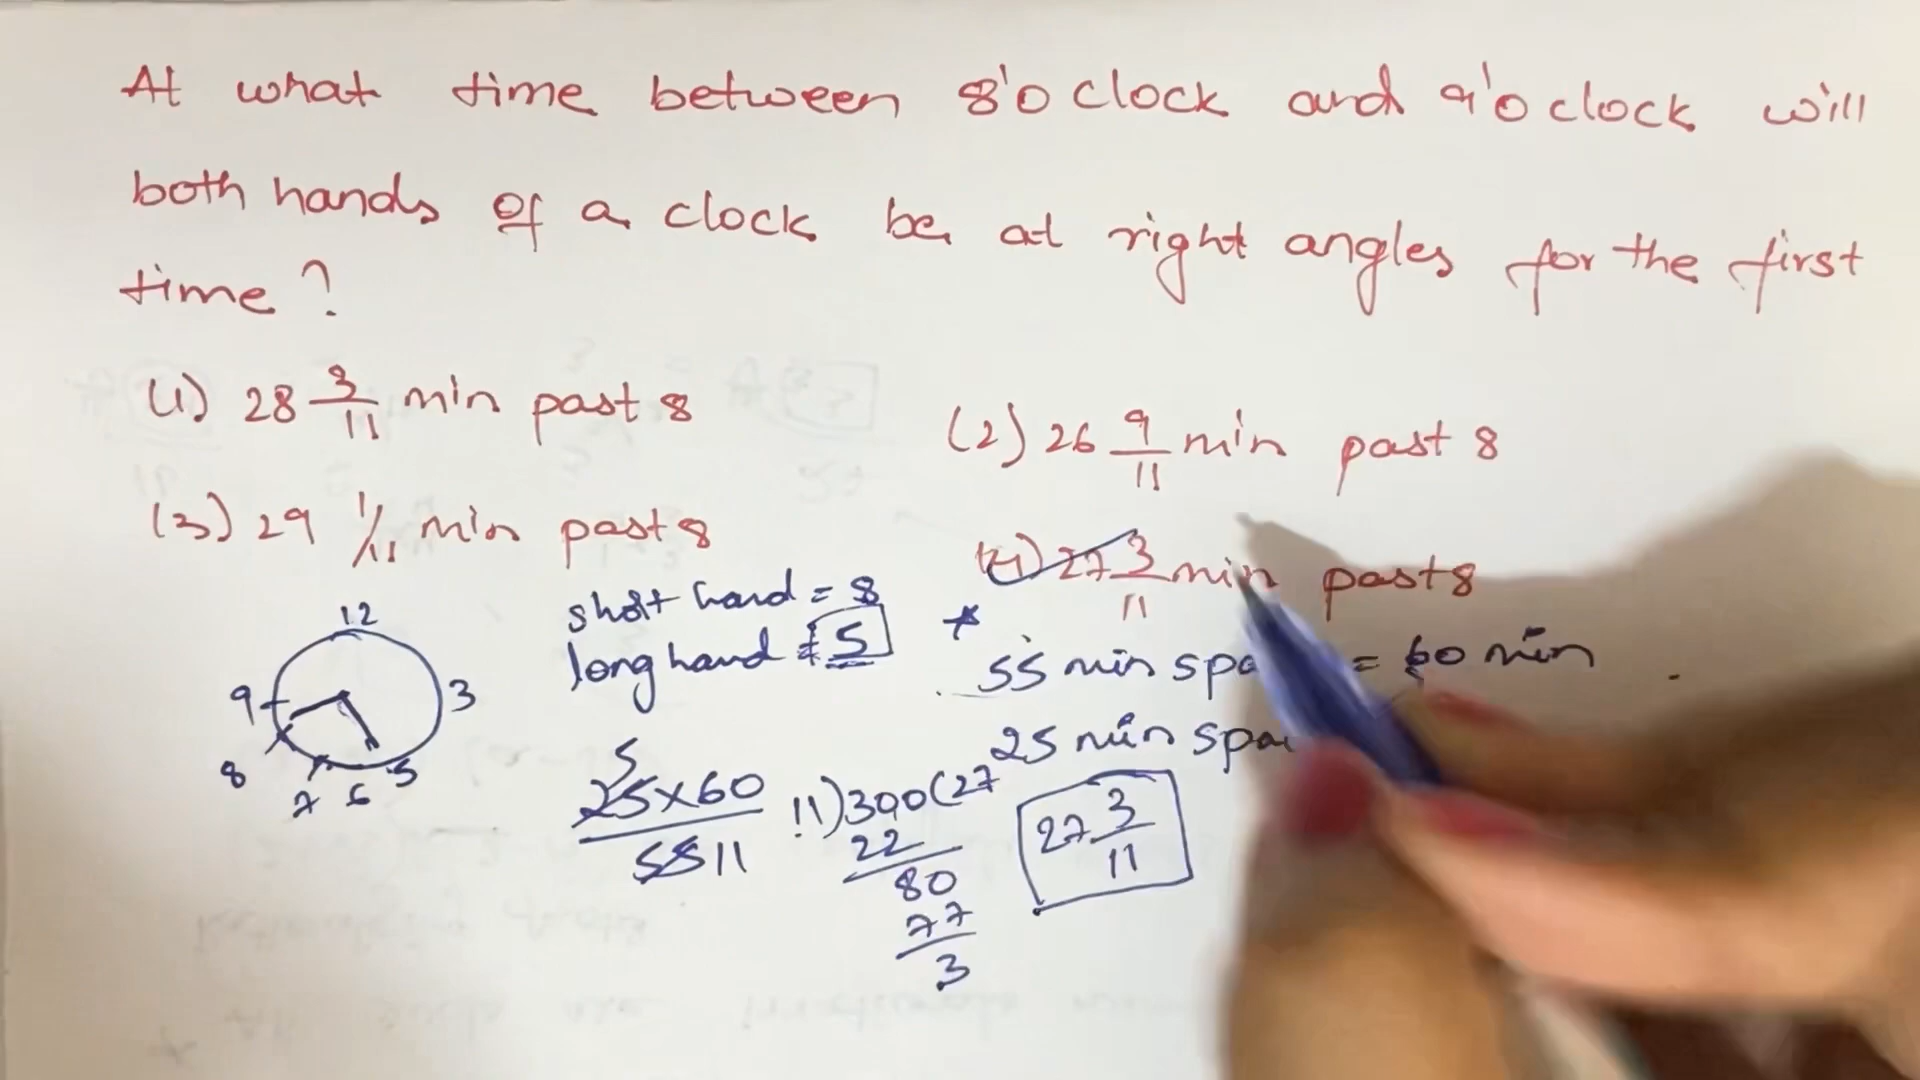 At what time between 8'o clock and 9'o clock will
both hands of a clock be at right angles for the first
time?
(1) 28 3/11 min past 8
(2) 26 9/11 min past 8
(3) 29 1/11 min past 8
(4) 27 3/11 min past 8
short hand = 8
long hand = 5
12
9
3
8
7
6
5
55 min = 60 min
25 min
5
25x60
55 11
11)300(27
22
80
77
3
27 3/11